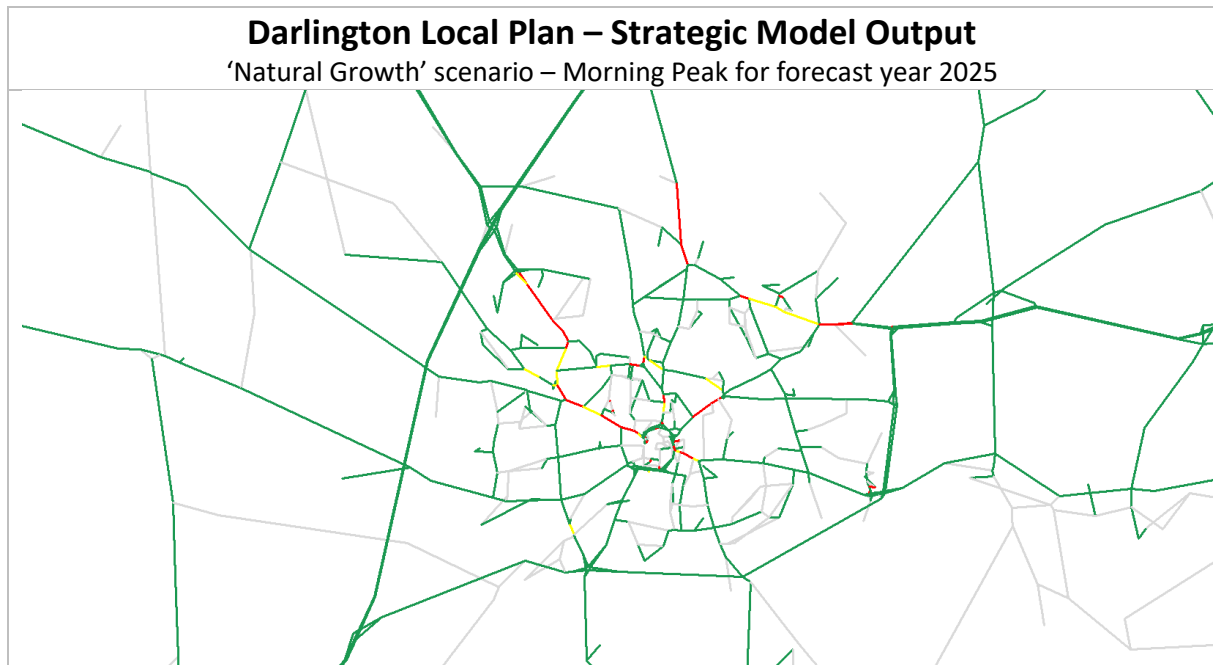 Darlington Local Plan – Strategic Model Output
‘Natural Growth’ scenario – Morning Peak for forecast year 2025